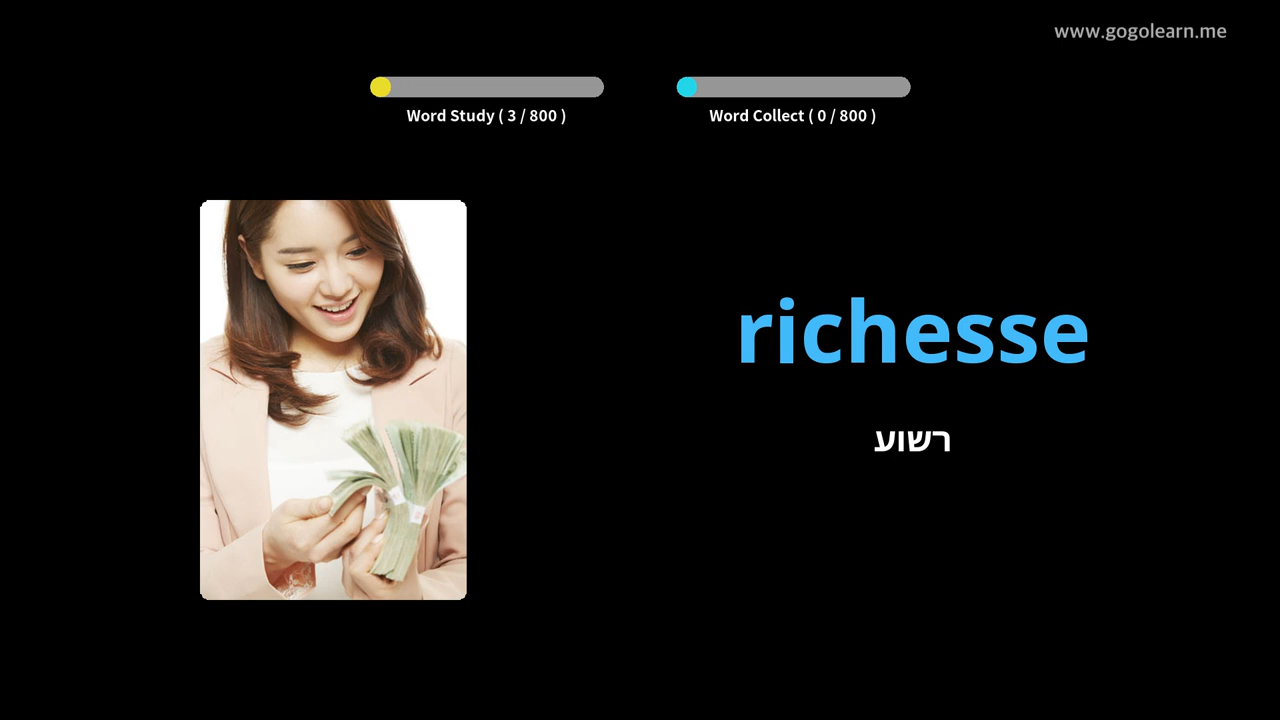 www.gogolearn.me
Word Study ( 3 / 800 )
Word Collect ( 0 / 800 )
richesse
רשוע